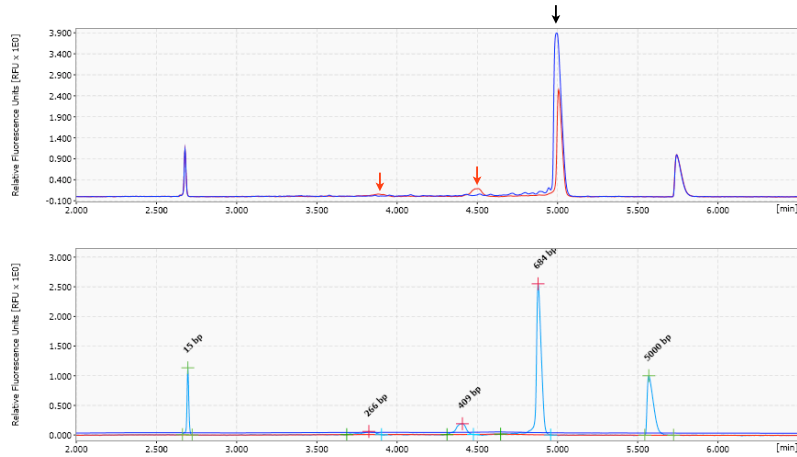 Relative Fluorescence Units [RFU x 1E0]
3.900
3.400
2.900
2.400
1.900
1.400
0.900
0.400
-0.100
2.000 2.500 3.000 3.500 4.000 4.500 5.000 5.500 6.000 [min]
Relative Fluorescence Units [RFU x 1E0]
3.000
2.500
2.000
1.500
1.000
0.500
0.000
15 bp
266 bp
409 bp
684 bp
5000 bp
2.000 2.500 3.000 3.500 4.000 4.500 5.000 5.500 6.000 [min]